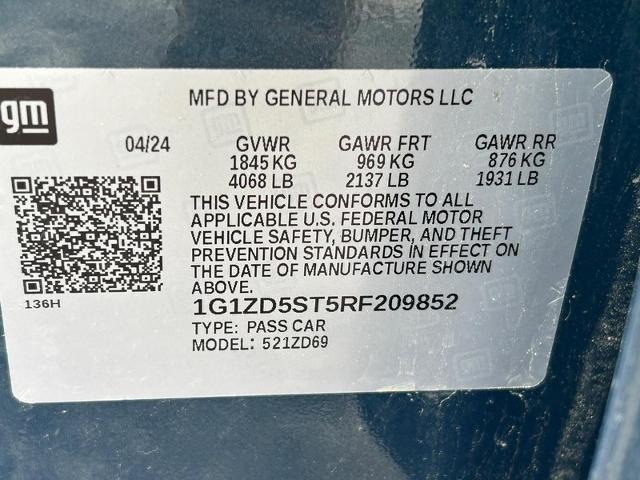 gm
MFD BY GENERAL MOTORS LLC
04/24 GVWR GAWR FRT GAWR RR
1845 KG 969 KG 876 KG
4068 LB 2137 LB 1931 LB
THIS VEHICLE CONFORMS TO ALL
APPLICABLE U.S. FEDERAL MOTOR
VEHICLE SAFETY, BUMPER, AND THEFT
PREVENTION STANDARDS IN EFFECT ON
THE DATE OF MANUFACTURE SHOWN
ABOVE.
136H
1G1ZD5ST5RF209852
TYPE: PASS CAR
MODEL: 521ZD69